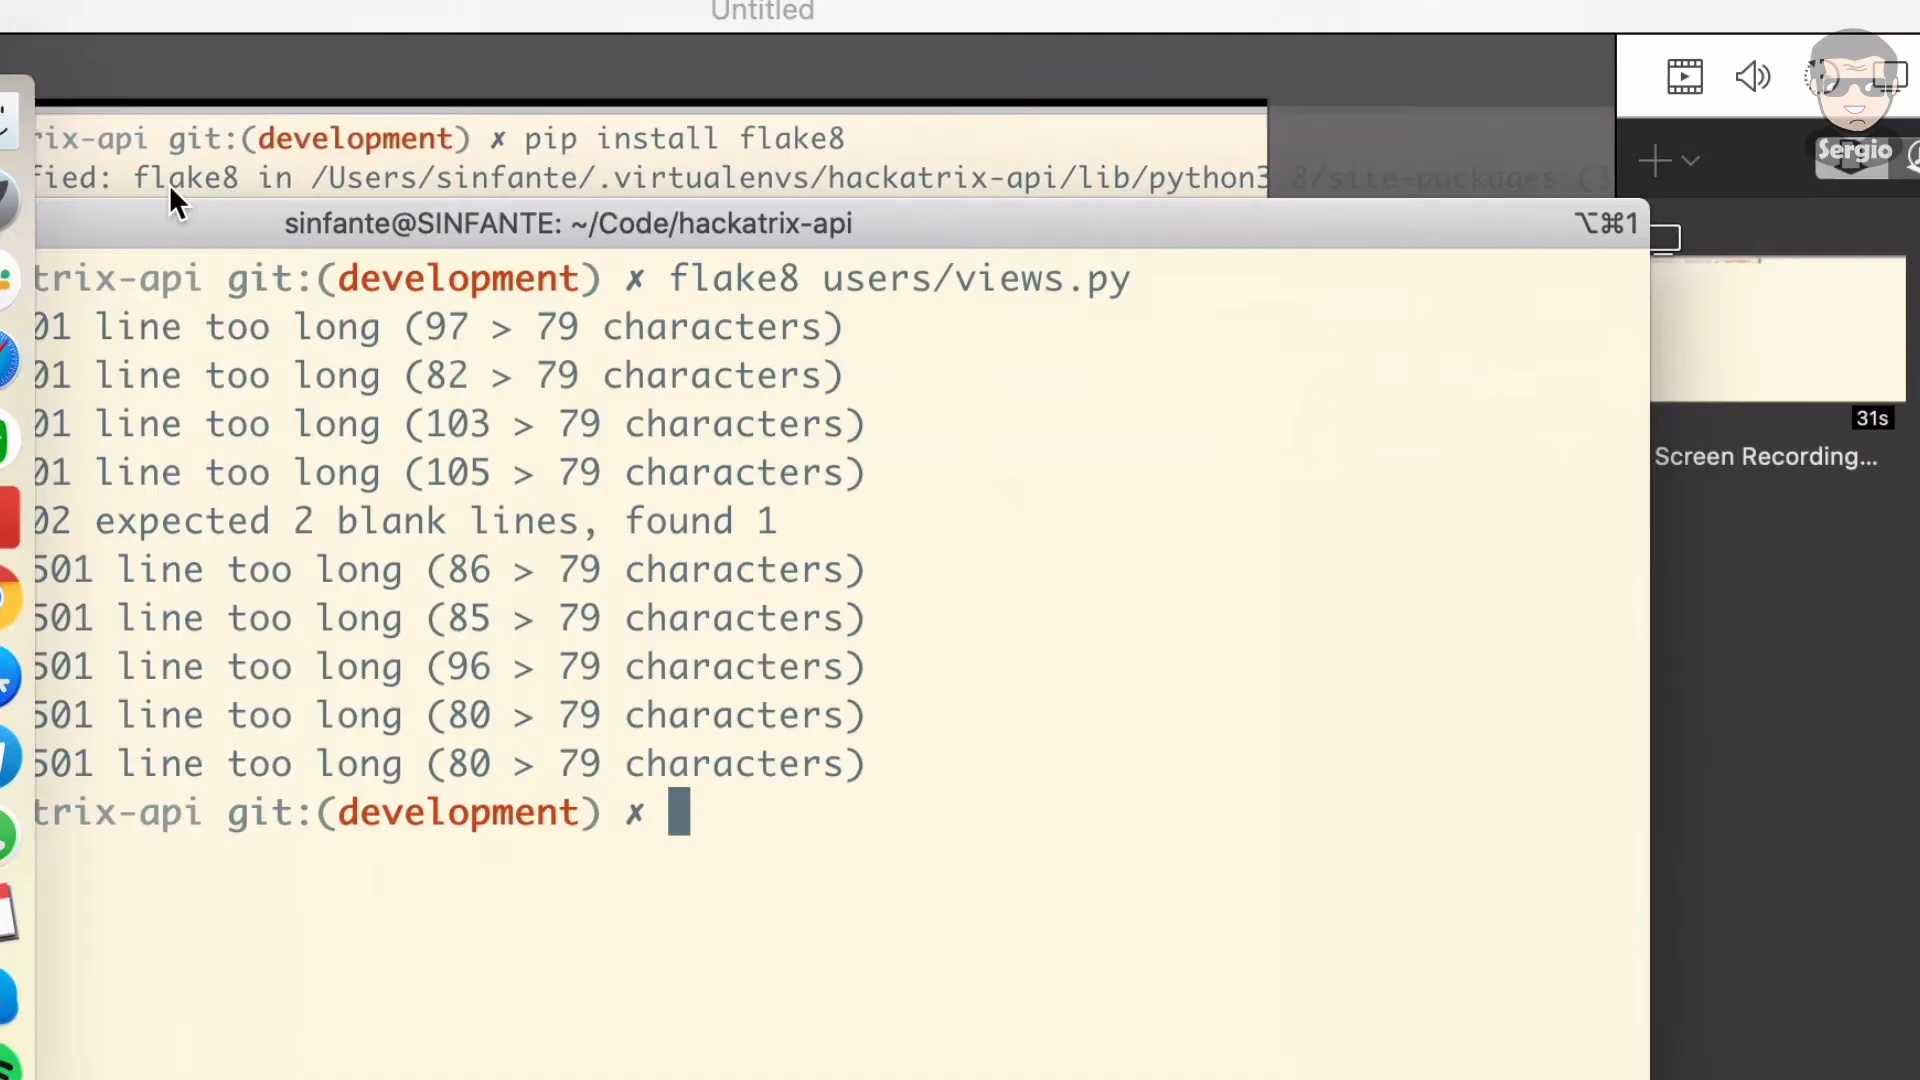 Untitled
rix-api git:(development) ✗ pip install flake8
fied: flake8 in /Users/sinfante/.virtualenvs/hackatrix-api/lib/python3.8/site-packages (3
Sergio
sinfante@SINFANTE: ~/Code/hackatrix-api ⌥⌘1
trix-api git:(development) ✗ flake8 users/views.py
01 line too long (97 > 79 characters)
01 line too long (82 > 79 characters)
01 line too long (103 > 79 characters)
01 line too long (105 > 79 characters)
02 expected 2 blank lines, found 1
501 line too long (86 > 79 characters)
501 line too long (85 > 79 characters)
501 line too long (96 > 79 characters)
501 line too long (80 > 79 characters)
501 line too long (80 > 79 characters)
trix-api git:(development) ✗
31s
Screen Recording...